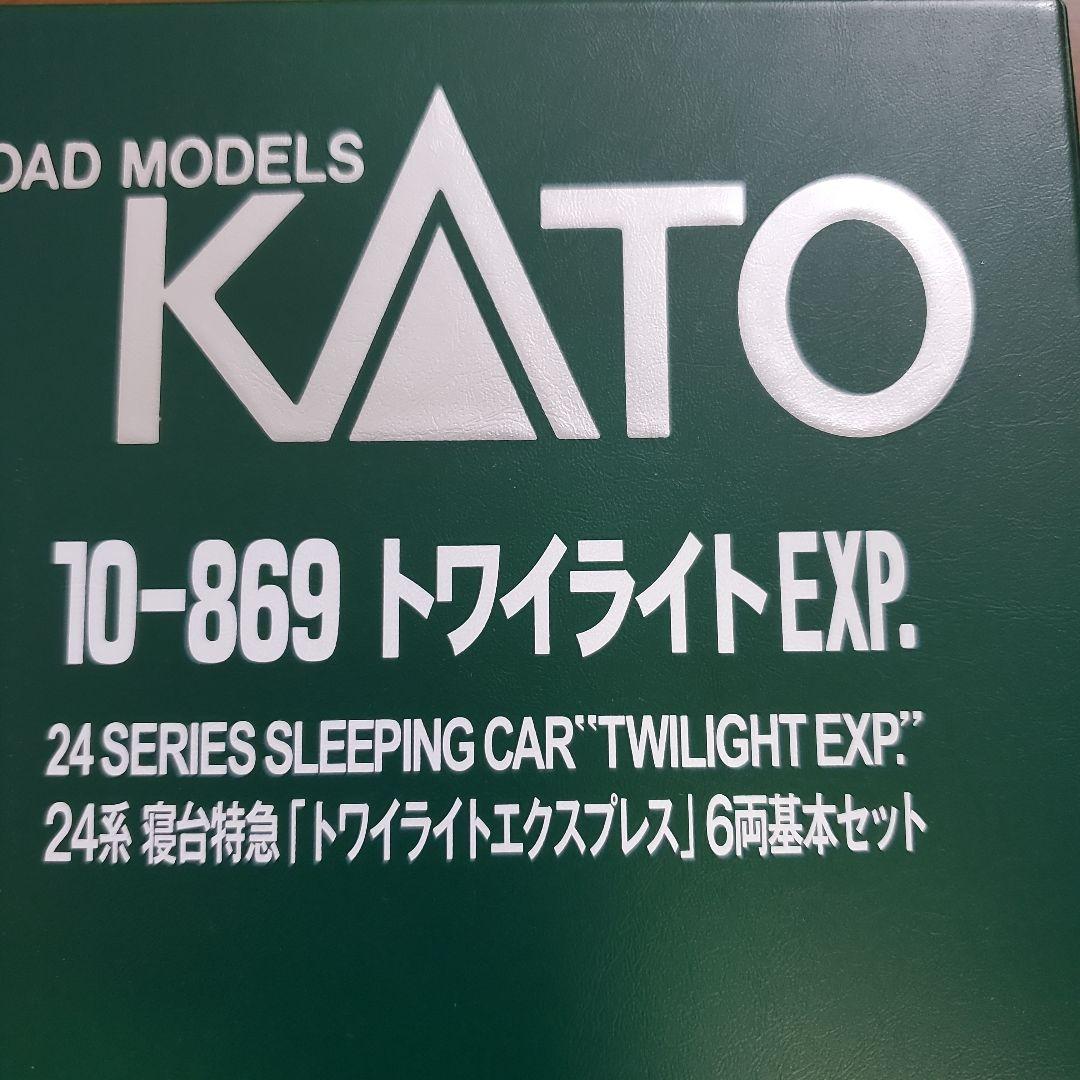 OAD MODELS
KATO
10-869 トワイライトEXP.
24 SERIES SLEEPING CAR“TWILIGHT EXP.”
24系 寝台特急「トワイライトエクスプレス」6両基本セット